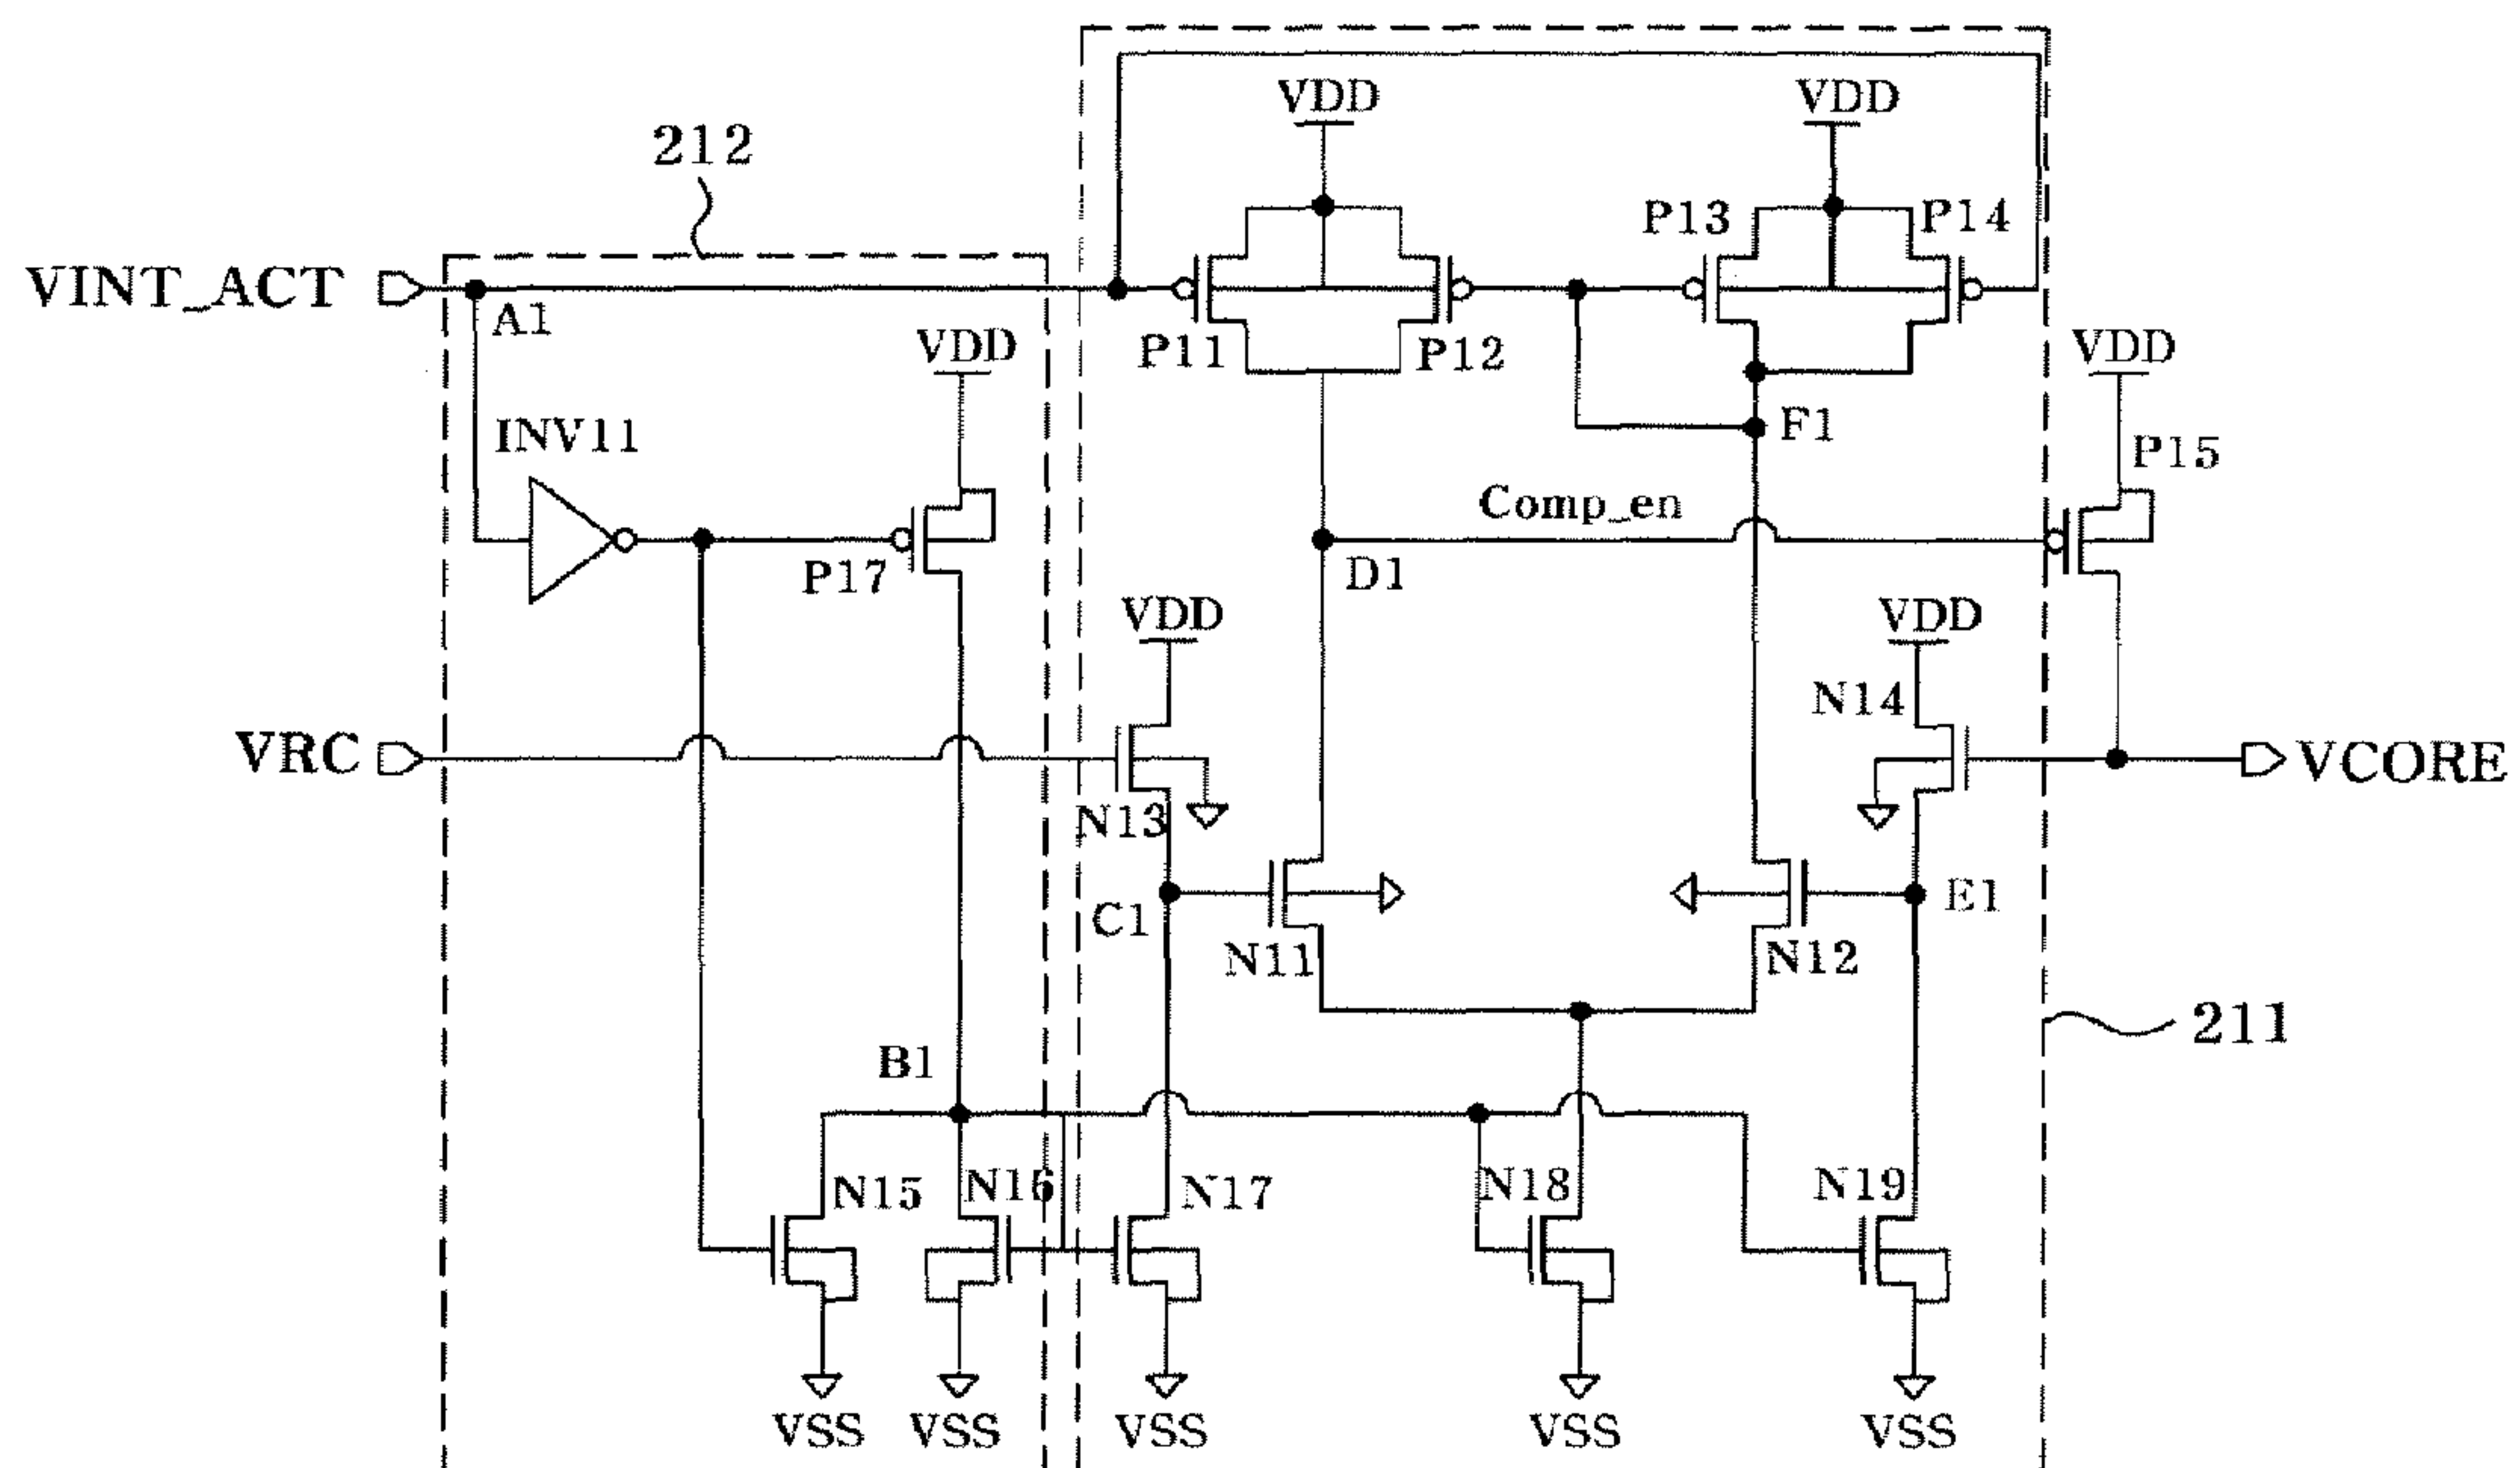 VDD VDD
212
P13 P14
VINT_ACT
A1
VDD
P11 P12
VDD
INV11
F1
P15
Comp_en
P17
D1
VDD
VDD
N14
VRC
VCORE
N13
C1
E1
N11
N12
211
B1
N15 N16 N17 N18 N19
VSS VSS VSS VSS VSS